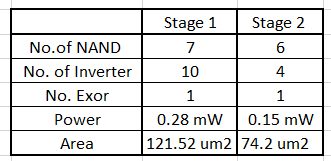 Stage 1 Stage 2
No.of NAND 7 6
No. of Inverter 10 4
No. Exor 1 1
Power 0.28 mW 0.15 mW
Area 121.52 um2 74.2 um2